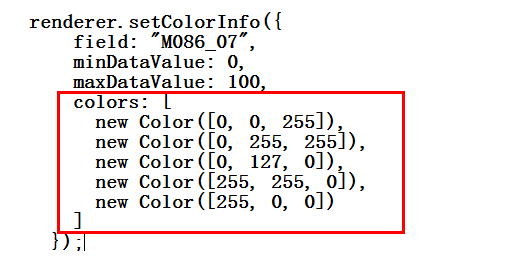 renderer.setColorInfo({
    field: "M086_07",
    minDataValue: 0,
    maxDataValue: 100,
    colors: [
      new Color([0, 0, 255]),
      new Color([0, 255, 255]),
      new Color([0, 127, 0]),
      new Color([255, 255, 0]),
      new Color([255, 0, 0])
    ]
  });